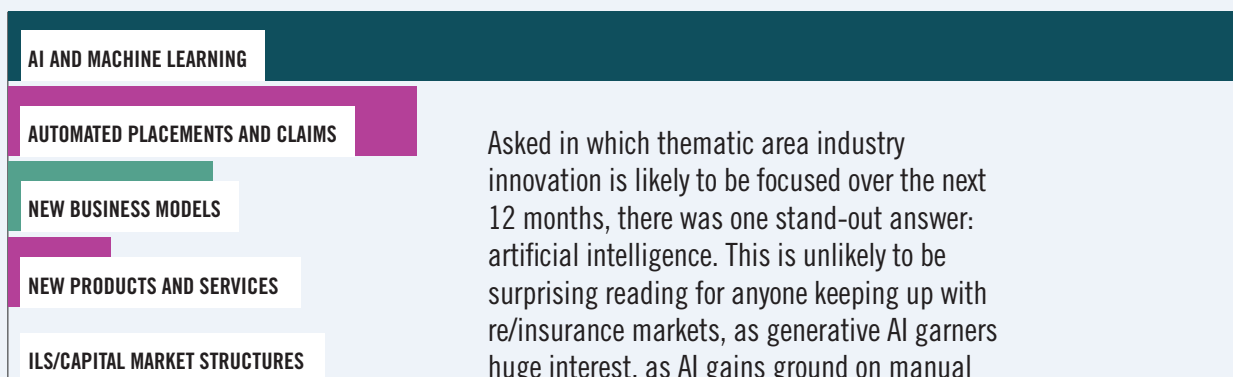 AI AND MACHINE LEARNING
AUTOMATED PLACEMENTS AND CLAIMS
NEW BUSINESS MODELS
NEW PRODUCTS AND SERVICES
ILS/CAPITAL MARKET STRUCTURES
Asked in which thematic area industry
innovation is likely to be focused over the next
12 months, there was one stand-out answer:
artificial intelligence. This is unlikely to be
surprising reading for anyone keeping up with
re/insurance markets, as generative AI garners
huge interest, as AI gains ground on manual